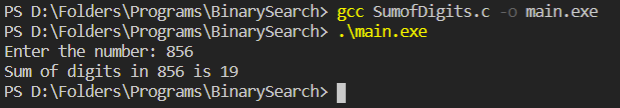 PS D:\Folders\Programs\BinarySearch> gcc SumofDigits.c -o main.exe
PS D:\Folders\Programs\BinarySearch> .\main.exe
Enter the number: 856
Sum of digits in 856 is 19
PS D:\Folders\Programs\BinarySearch>